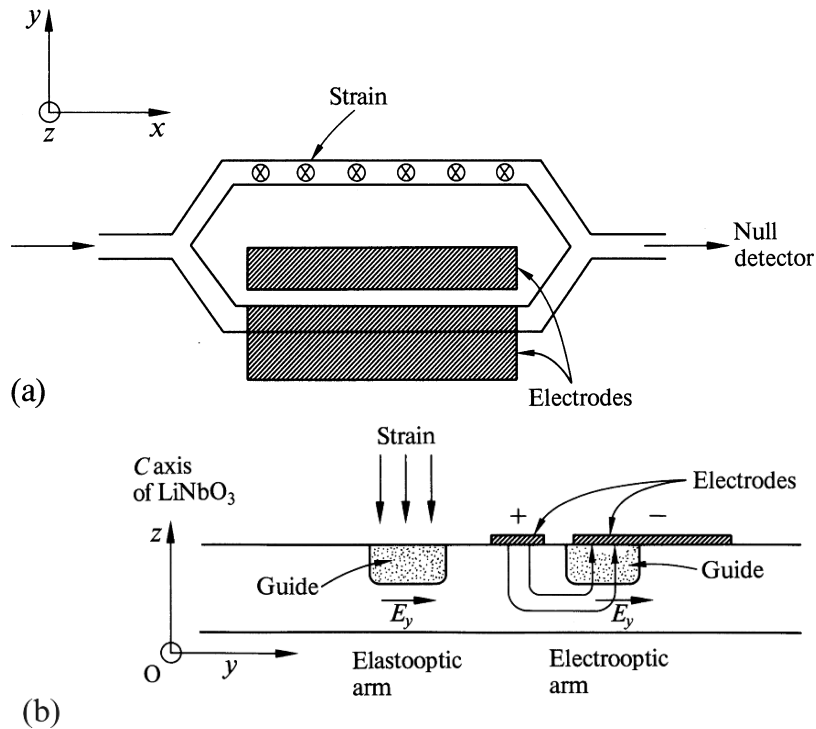 y
z
x
Strain
Null
detector
Electrodes
(a)
Strain
C axis
of LiNbO₃
z
Electrodes
+
−
Guide
Guide
E_y
E_y
O
y
Elastooptic
arm
Electrooptic
arm
(b)